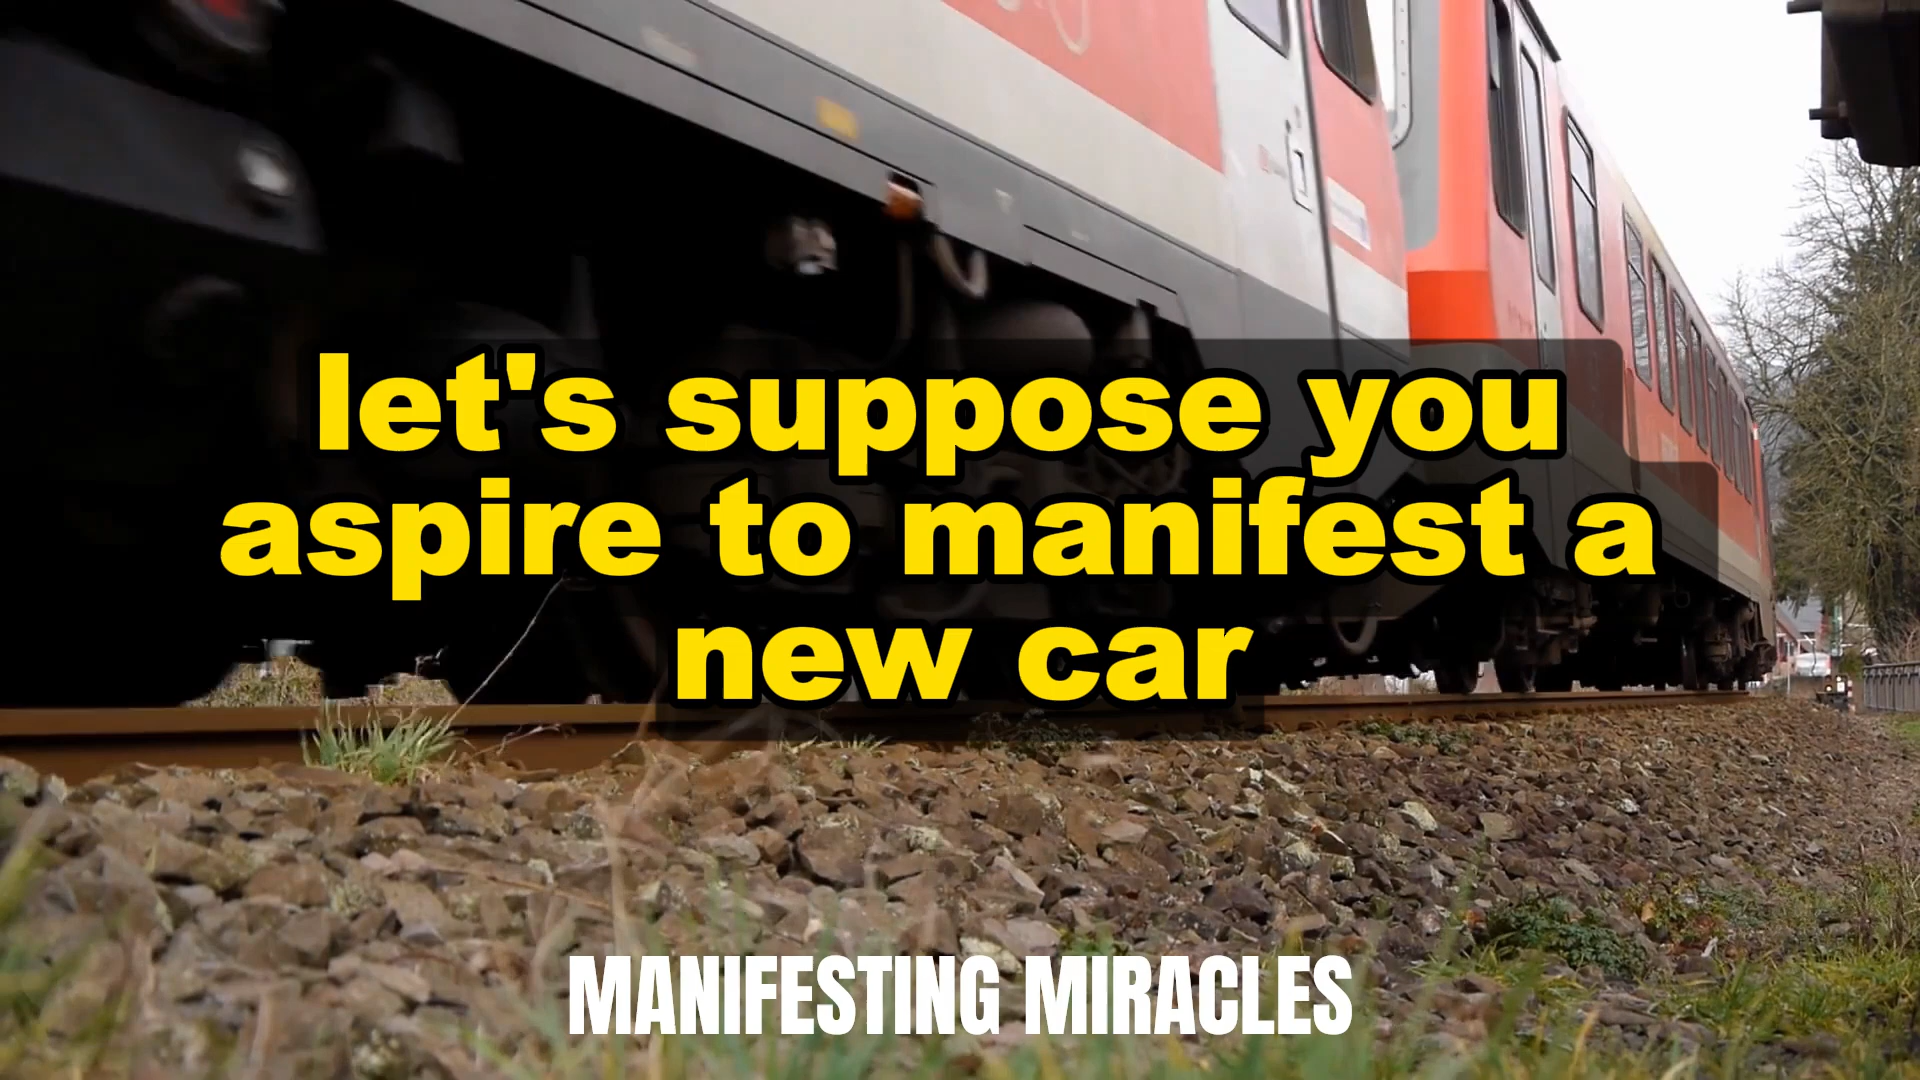 let's suppose you
aspire to manifest a
new car
MANIFESTING MIRACLES